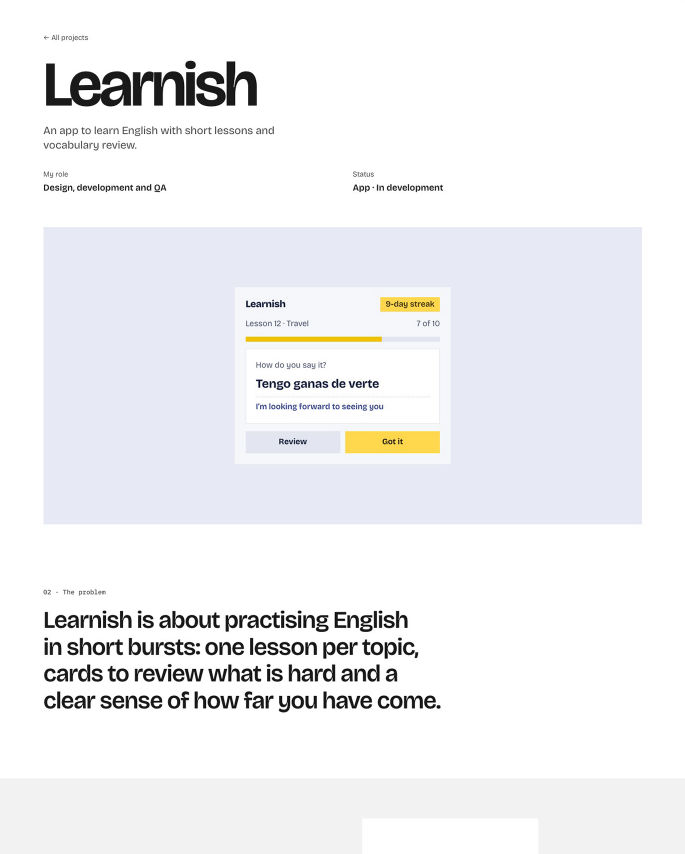 ← All projects
Learnish
An app to learn English with short lessons and
vocabulary review.
My role
Design, development and QA
Status
App · In development
Learnish
9-day streak
Lesson 12 · Travel
7 of 10
How do you say it?
Tengo ganas de verte
I'm looking forward to seeing you
Review
Got it
02 · The problem
Learnish is about practising English
in short bursts: one lesson per topic,
cards to review what is hard and a
clear sense of how far you have come.